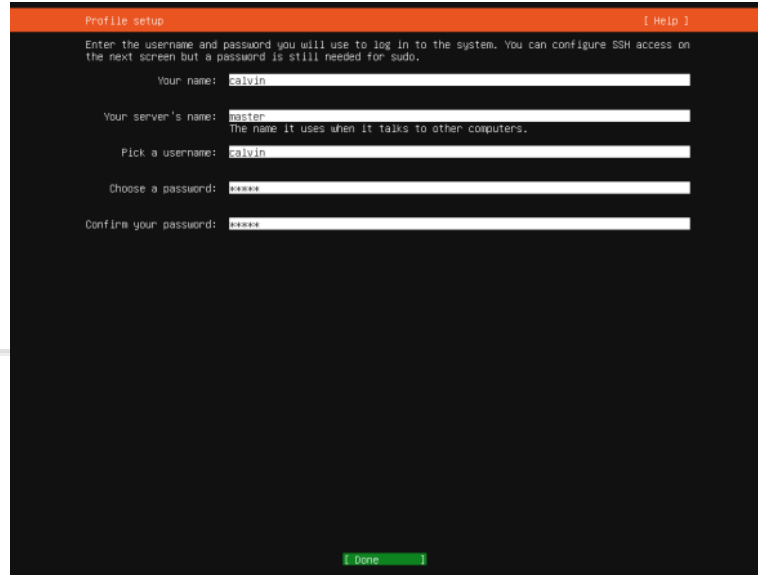 Profile setup [ Help ]
Enter the username and password you will use to log in to the system. You can configure SSH access on
the next screen but a password is still needed for sudo.
Your name: calvin
Your server's name: master
The name it uses when it talks to other computers.
Pick a username: calvin
Choose a password: *****
Confirm your password: *****
[ Done ]